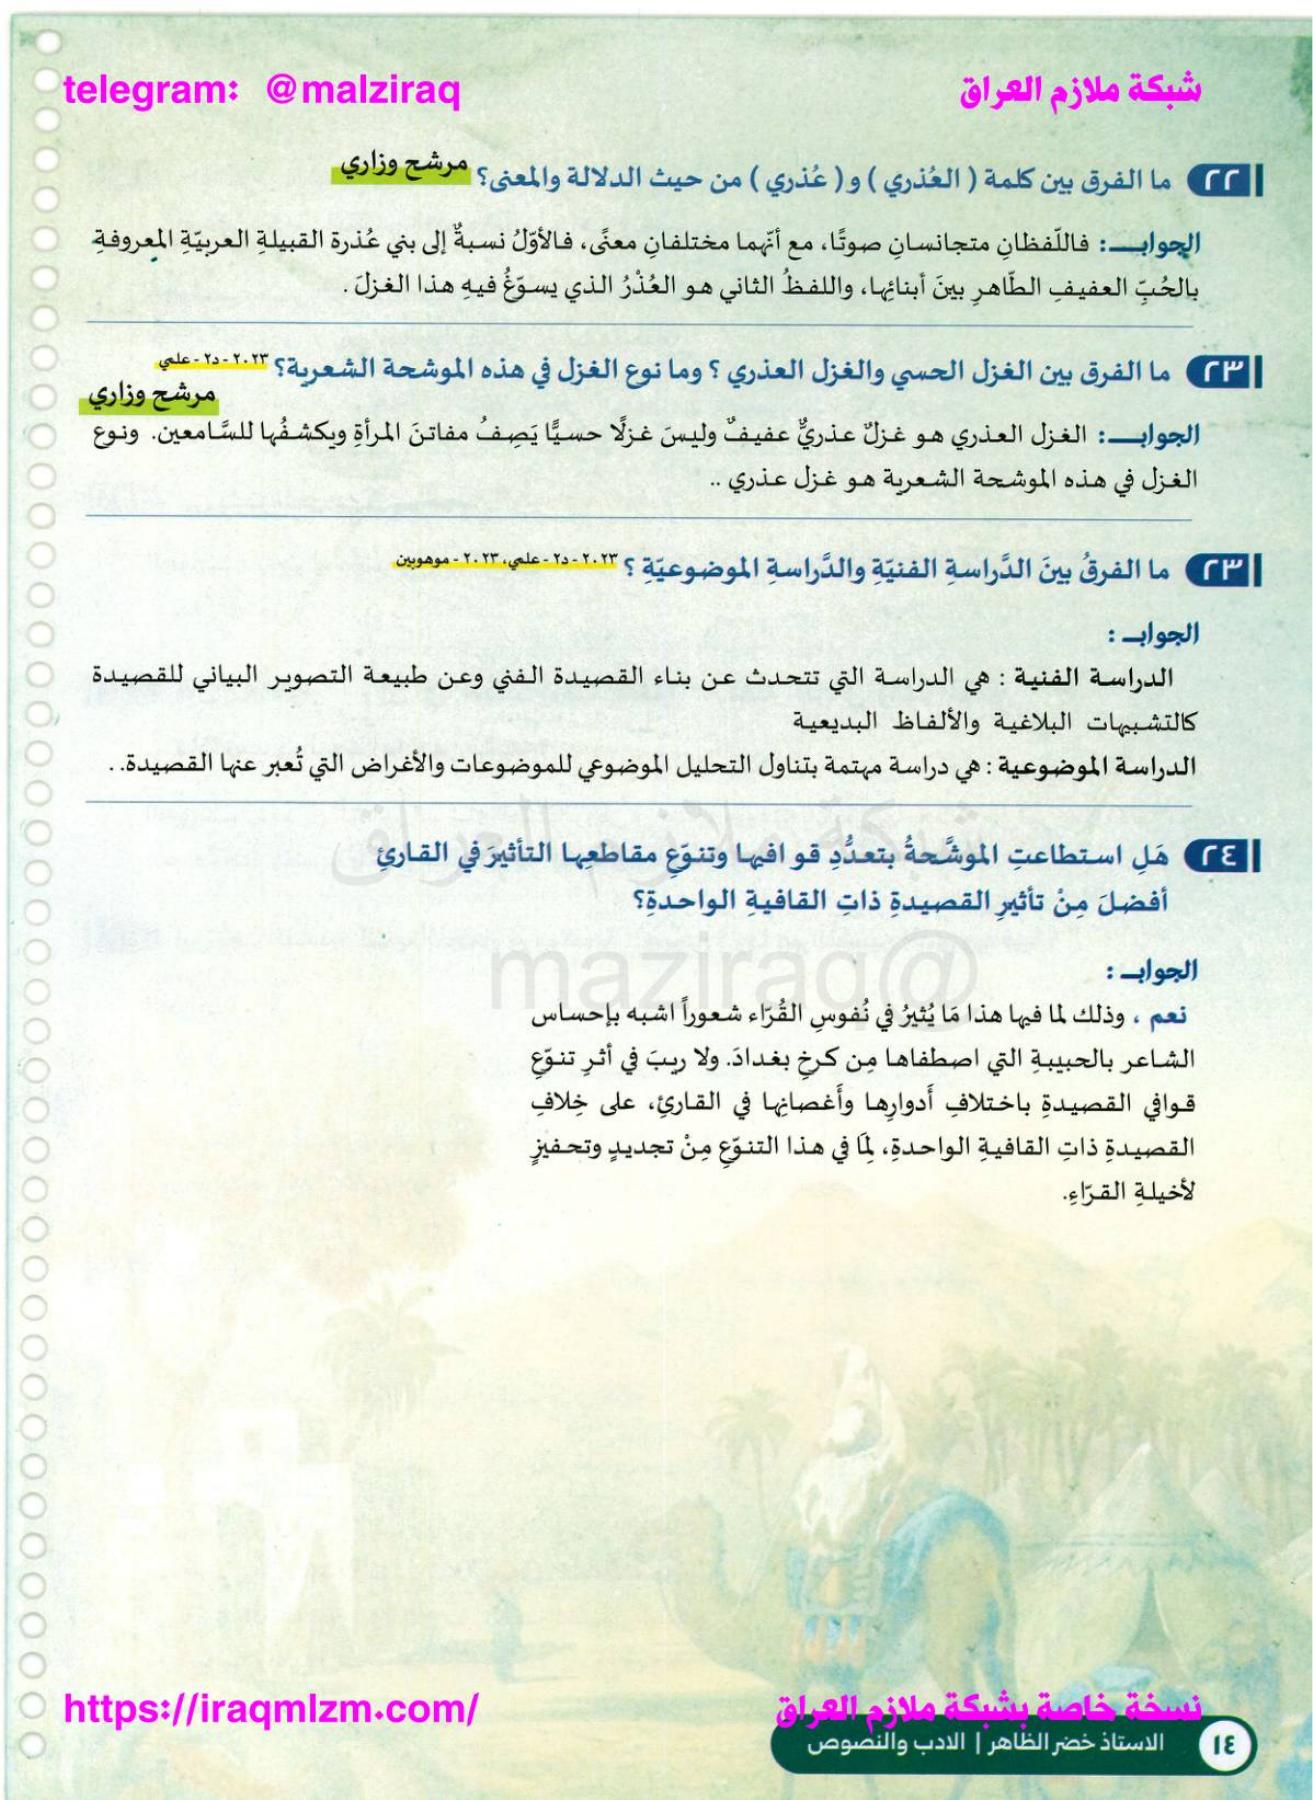 telegram: @malziraq
شبكة ملازم العراق
٢٢ ما الفرق بين كلمة ( العُذري ) و( عُذري ) من حيث الدلالة والمعنى؟ مرشح وزاري
الجواب: فاللّفظانِ متجانسانِ صوتًا، مع أنّهما مختلفانِ معنًى، فالأوّلُ نسبةٌ إلى بني عُذرة القبيلةِ العربيّةِ المعروفةِ
بالحُبِّ العفيفِ الطّاهرِ بينَ أبنائِها، واللفظُ الثاني هو العُذْرُ الذي يسوّغُ فيهِ هذا الغزلَ .
٢٣ ما الفرق بين الغزل الحسي والغزل العذري ؟ وما نوع الغزل في هذه الموشحة الشعرية؟ ٢٠٢٣ - د٢ - علمي
مرشح وزاري
الجواب: الغزل العذري هو غزلٌ عذريٌّ عفيفٌ وليسَ غزلًا حسيًّا يَصِفُ مفاتنَ المرأةِ ويكشفُها للسَّامعين. ونوع
الغزل في هذه الموشحة الشعرية هو غزل عذري ..
٢٣ ما الفرقُ بينَ الدَّراسةِ الفنيّةِ والدَّراسةِ الموضوعيّةِ ؟ ٢٠٢٣ - د٢ - علمي، ٢٠٢٣ - موهوبين
الجواب :
الدراسة الفنية : هي الدراسة التي تتحدث عن بناء القصيدة الفني وعن طبيعة التصوير البياني للقصيدة
كالتشبيهات البلاغية والألفاظ البديعية
الدراسة الموضوعية : هي دراسة مهتمة بتناول التحليل الموضوعي للموضوعات والأغراض التي تُعبر عنها القصيدة. .
شبكة ملازم العراق
٢٤ هَلِ استطاعتِ الموشَّحةُ بتعدُّدِ قوافيها وتنوّعِ مقاطعِها التأثيرَ في القارئِ
أفضلَ مِنْ تأثيرِ القصيدةِ ذاتِ القافيةِ الواحدةِ؟
maziraq@
الجواب :
نعم ، وذلك لما فيها هذا مَا يُثيرُ في نُفوسِ القُرّاء شعوراً اشبه بإحساس
الشاعر بالحبيبةِ التي اصطفاها مِن كرخِ بغدادَ. ولا ريبَ في أثرِ تنوّعِ
قوافي القصيدةِ باختلافِ أَدوارِها وأَغصانِها في القارئِ، على خِلافِ
القصيدةِ ذاتِ القافيةِ الواحدةِ، لِمَا في هذا التنوّعِ مِنْ تجديدٍ وتحفيزٍ
لأخيلةِ القرّاءِ.
https://iraqmlzm.com/
نسخة خاصة بشبكة ملازم العراق
١٤ الاستاذ خضر الظاهر | الادب والنصوص